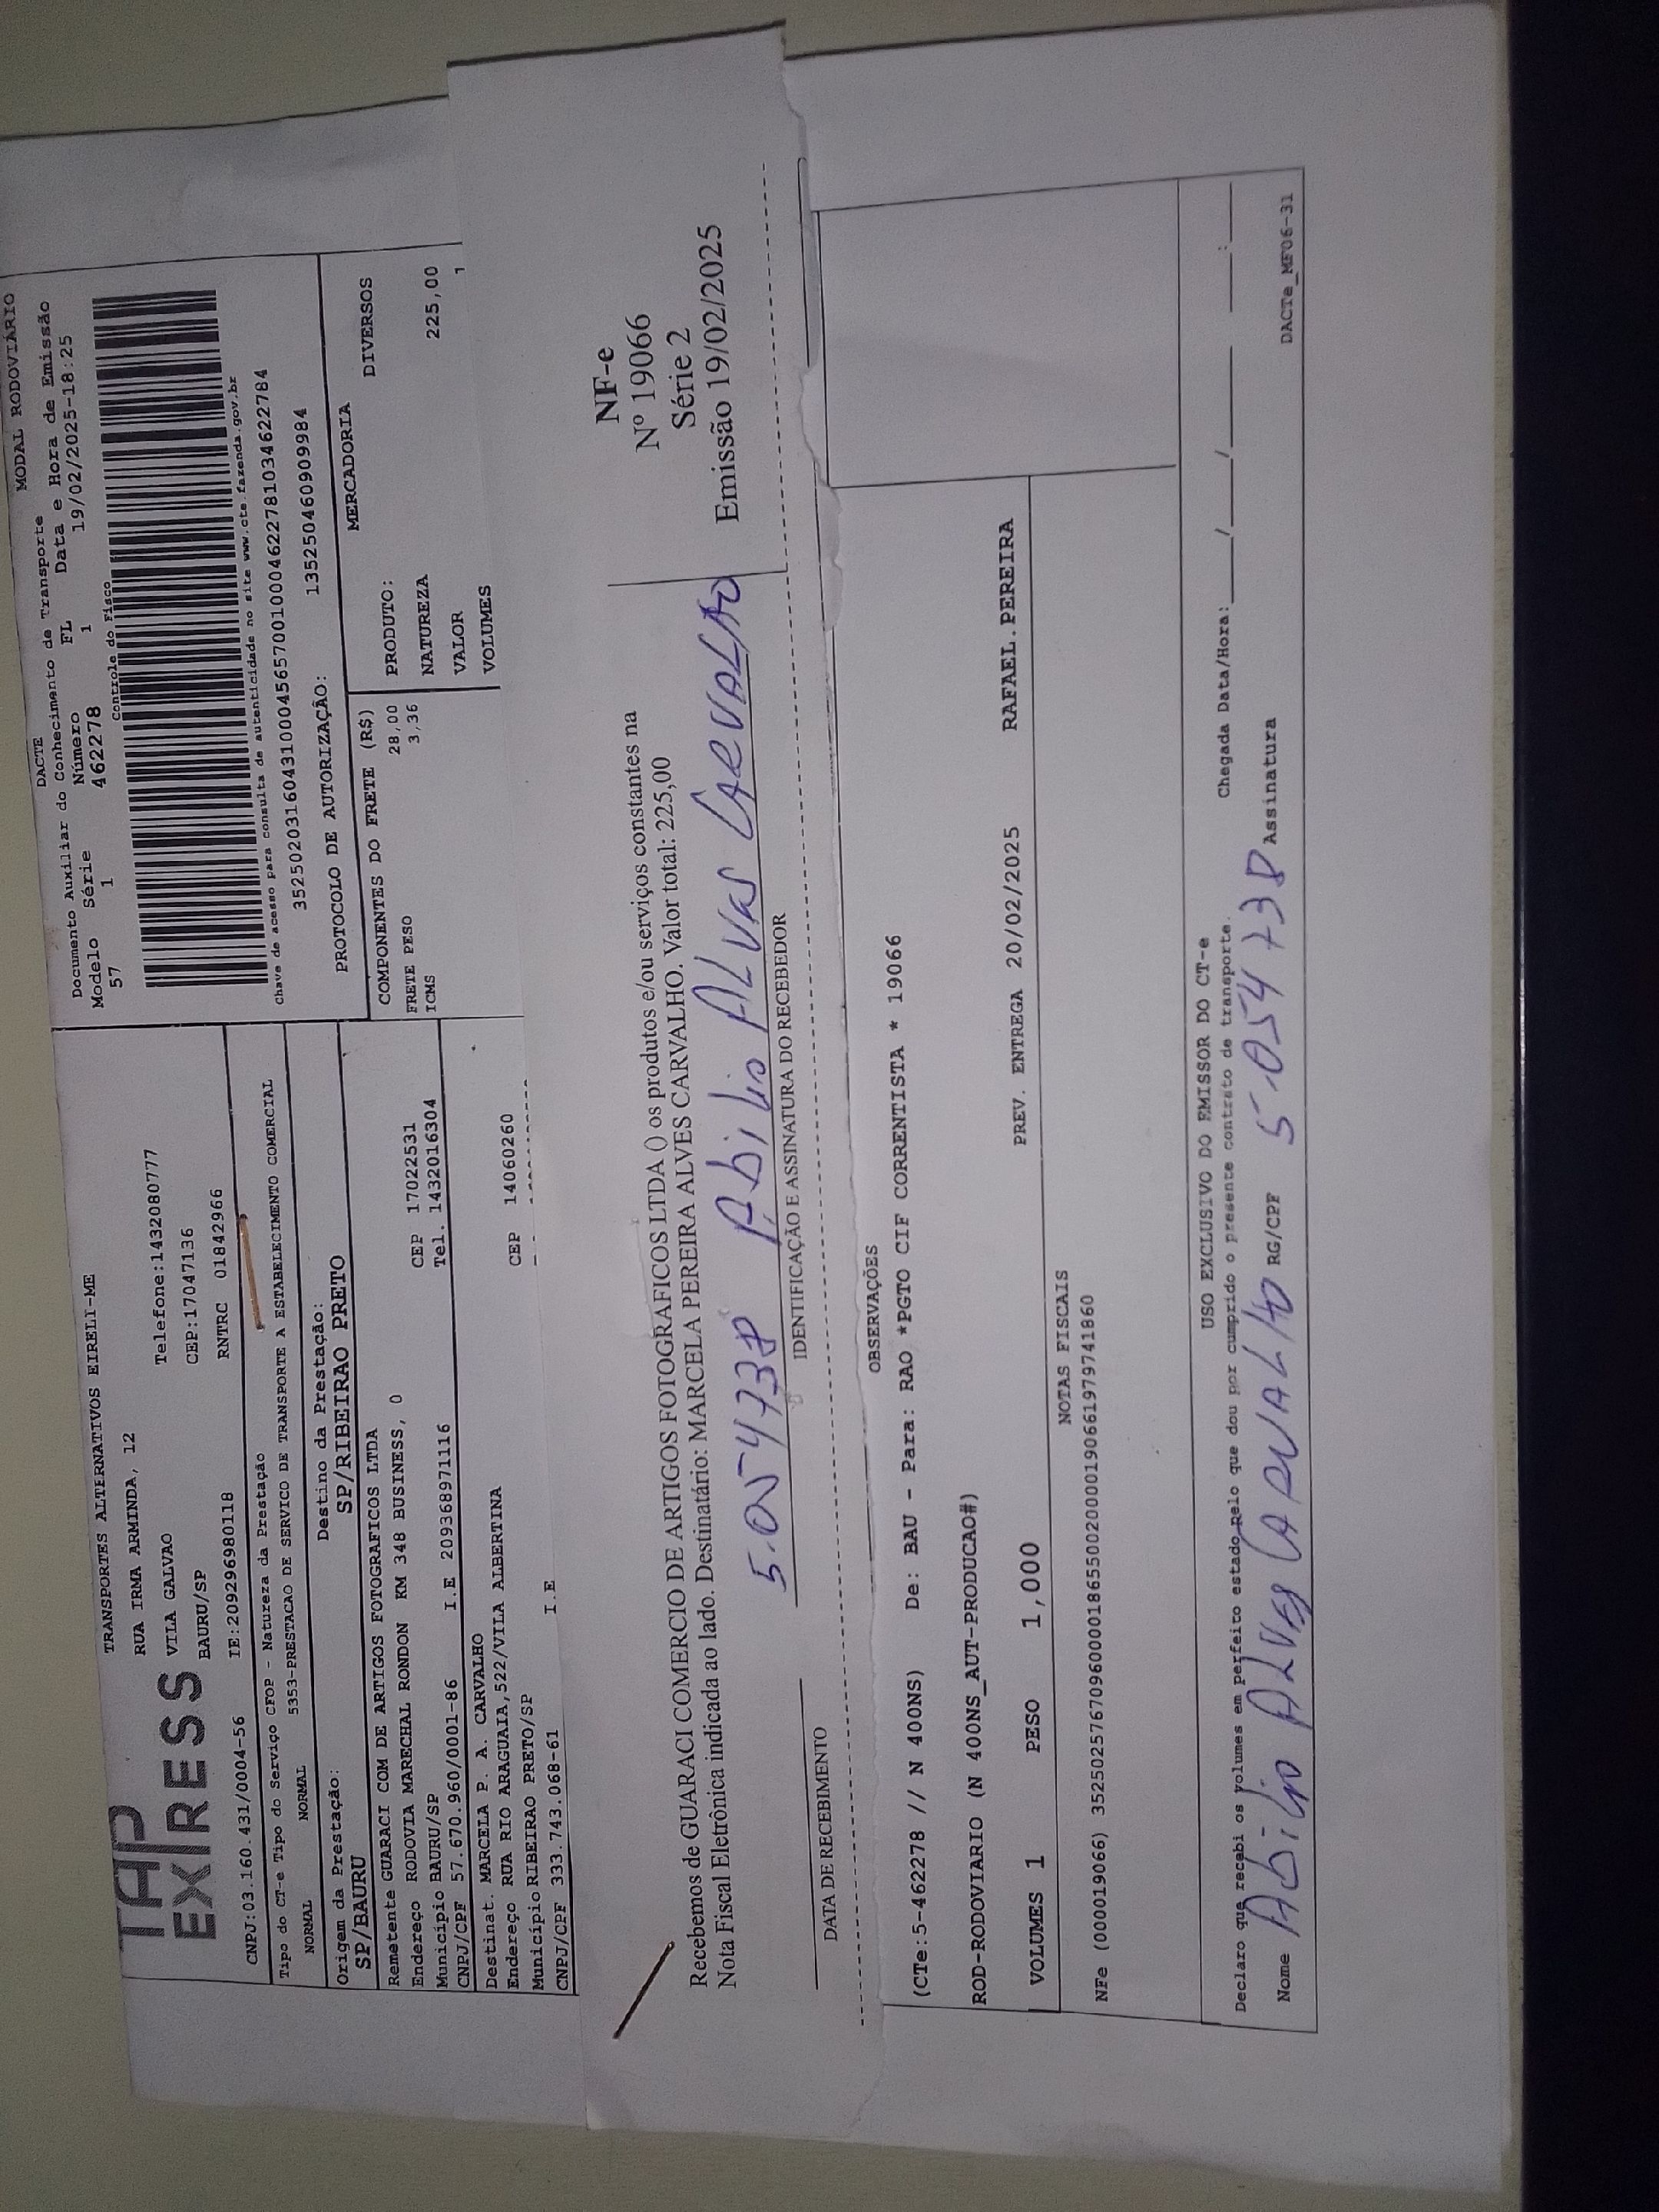 TAP
EXPRESS
TRANSPORTES ALTERNATIVOS EIRELI-ME
RUA IRMA ARMINDA, 12
VILA GALVAO Telefone:1432080777
BAURU/SP CEP:17047136
CNPJ:03.160.431/0004-56 IE:209296980118 RNTRC 01842966
DACTE MODAL RODOVIÁRIO
Documento Auxiliar do Conhecimento de Transporte
Modelo Série Número FL Data e Hora de Emissão
57 1 462278 1 19/02/2025-18:25
Controle do Fisco
Chave de acesso para consulta de autenticidade no site www.cte.fazenda.gov.br
35250203160431000456570010004622781034622784
PROTOCOLO DE AUTORIZAÇÃO: 135250460909984
Tipo do CT-e Tipo do Serviço CFOP - Natureza da Prestação
NORMAL NORMAL 5353-PRESTACAO DE SERVICO DE TRANSPORTE A ESTABELECIMENTO COMERCIAL
Origem da Prestação: Destino da Prestação:
SP/BAURU SP/RIBEIRAO PRETO
Remetente GUARACI COM DE ARTIGOS FOTOGRAFICOS LTDA
Endereço RODOVIA MARECHAL RONDON KM 348 BUSINESS, 0 CEP 17022531
Município BAURU/SP Tel. 1432016304
CNPJ/CPF 57.670.960/0001-86 I.E 209368971116
Destinat. MARCELA P. A. CARVALHO
Endereço RUA RIO ARAGUAIA,522/VILA ALBERTINA CEP 14060260
Município RIBEIRAO PRETO/SP
CNPJ/CPF 333.743.068-61 I.E
COMPONENTES DO FRETE (R$)
FRETE PESO 28,00
ICMS 3,36
MERCADORIA
PRODUTO: DIVERSOS
NATUREZA
VALOR 225,00
VOLUMES 1
Recebemos de GUARACI COMERCIO DE ARTIGOS FOTOGRAFICOS LTDA () os produtos e/ou serviços constantes na
Nota Fiscal Eletrônica indicada ao lado. Destinatário: MARCELA PEREIRA ALVES CARVALHO. Valor total: 225,00
5.054738 Abilio ALVES CARVALHO
DATA DE RECEBIMENTO IDENTIFICAÇÃO E ASSINATURA DO RECEBEDOR
NF-e
Nº 19066
Série 2
Emissão 19/02/2025
OBSERVAÇÕES
(CTe:5-462278 // N 400NS) De: BAU - Para: RAO *PGTO CIF CORRENTISTA * 19066
ROD-RODOVIARIO (N 400NS_AUT-PRODUCAO#)
VOLUMES 1 PESO 1,000 PREV. ENTREGA 20/02/2025 RAFAEL.PEREIRA
NOTAS FISCAIS
NFe (00019066) 35250257670960000186550020000190661979741860
USO EXCLUSIVO DO EMISSOR DO CT-e
Declaro que recebi os volumes em perfeito estado pelo que dou por cumprido o presente contrato de transporte. Chegada Data/Hora:____/____/____ ____:____
Nome Abilio ALVES CARVALHO RG/CPF 5.054738 Assinatura
DACTe_MF06-31